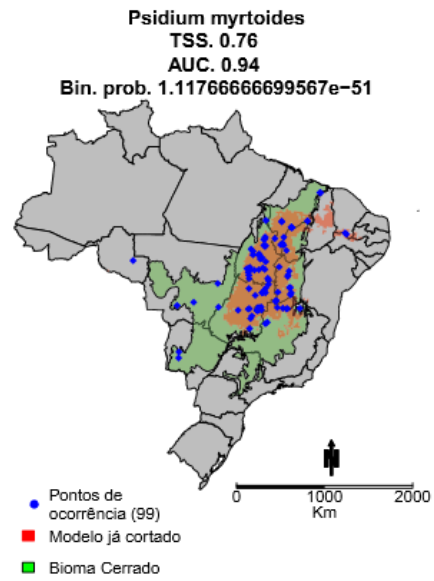 Psidium myrtoides
TSS. 0.76
AUC. 0.94
Bin. prob. 1.11766666699567e−51
N
0 1000 2000
Km
Pontos de
ocorrência (99)
Modelo já cortado
Bioma Cerrado